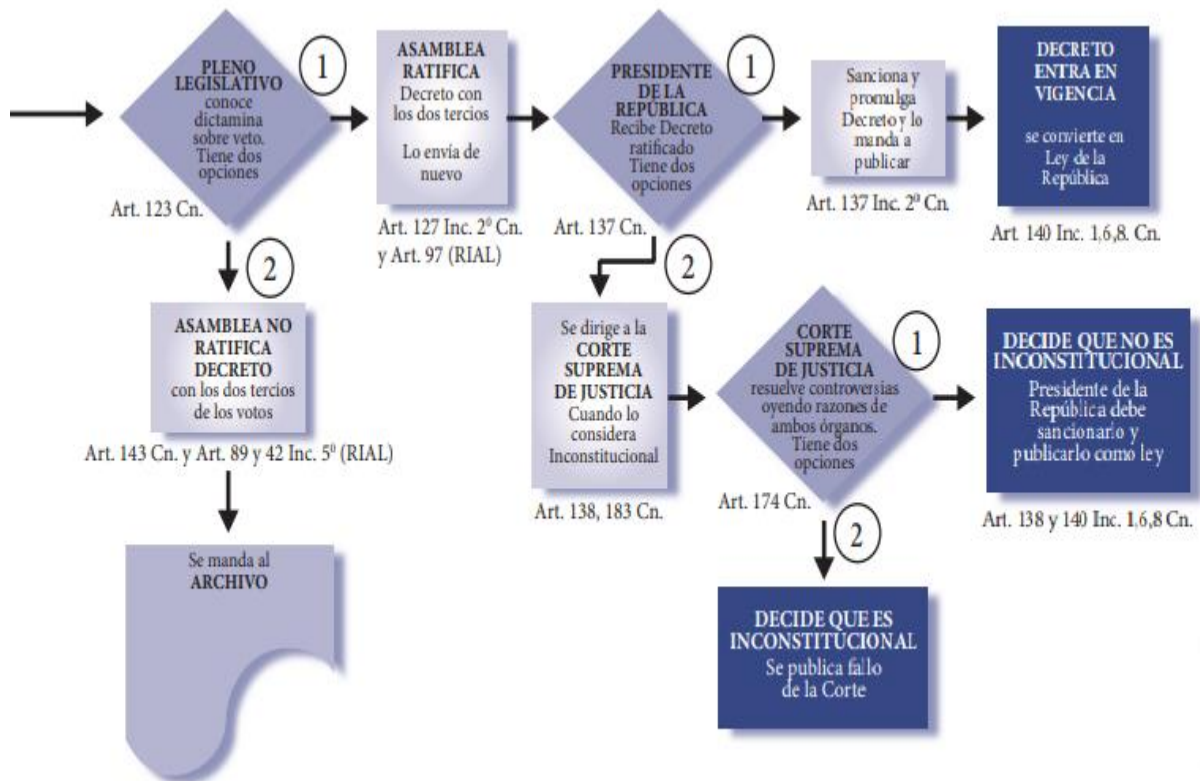 PLENO
LEGISLATIVO
conoce
dictamina
sobre veto.
Tiene dos
opciones
1
Art. 123 Cn.
ASAMBLEA
RATIFICA
Decreto con
los dos tercios
Lo envía de
nuevo
Art. 127 Inc. 2º Cn.
y Art. 97 (RIAL)
PRESIDENTE
DE LA
REPÚBLICA
Recibe Decreto
ratificado
Tiene dos
opciones
1
Art. 137 Cn.
Sanciona y
promulga
Decreto y lo
manda a
publicar
Art. 137 Inc. 2º Cn.
DECRETO
ENTRA EN
VIGENCIA
se convierte en
Ley de la
República
Art. 140 Inc. 1,6,8. Cn.
2
ASAMBLEA NO
RATIFICA
DECRETO
con los dos tercios
de los votos
Art. 143 Cn. y Art. 89 y 42 Inc. 5º (RIAL)
Se manda al
ARCHIVO
2
Se dirige a la
CORTE
SUPREMA
DE JUSTICIA
Cuando lo
considera
Inconstitucional
Art. 138, 183 Cn.
CORTE
SUPREMA
DE JUSTICIA
resuelve controversias
oyendo razones de
ambos órganos.
Tiene dos
opciones
1
Art. 174 Cn.
DECIDE QUE NO ES
INCONSTITUCIONAL
Presidente de la
República debe
sancionarlo y
publicarlo como ley
Art. 138 y 140 Inc. 1,6,8 Cn.
2
DECIDE QUE ES
INCONSTITUCIONAL
Se publica fallo
de la Corte